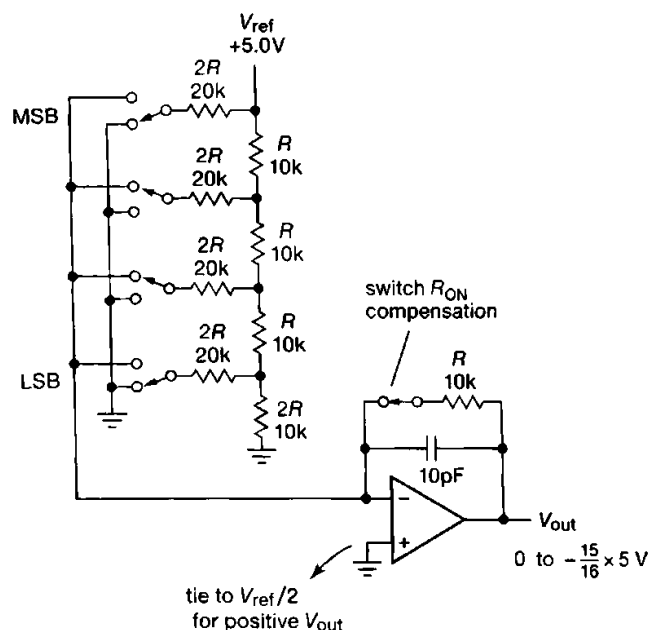 V_ref
+5.0V
2R
20k
MSB
R
10k
2R
20k
R
10k
2R
20k
R
10k
2R
20k
LSB
2R
10k
switch R_ON
compensation
R
10k
10pF
−
+
V_out
0 to −15/16 × 5 V
tie to V_ref/2
for positive V_out